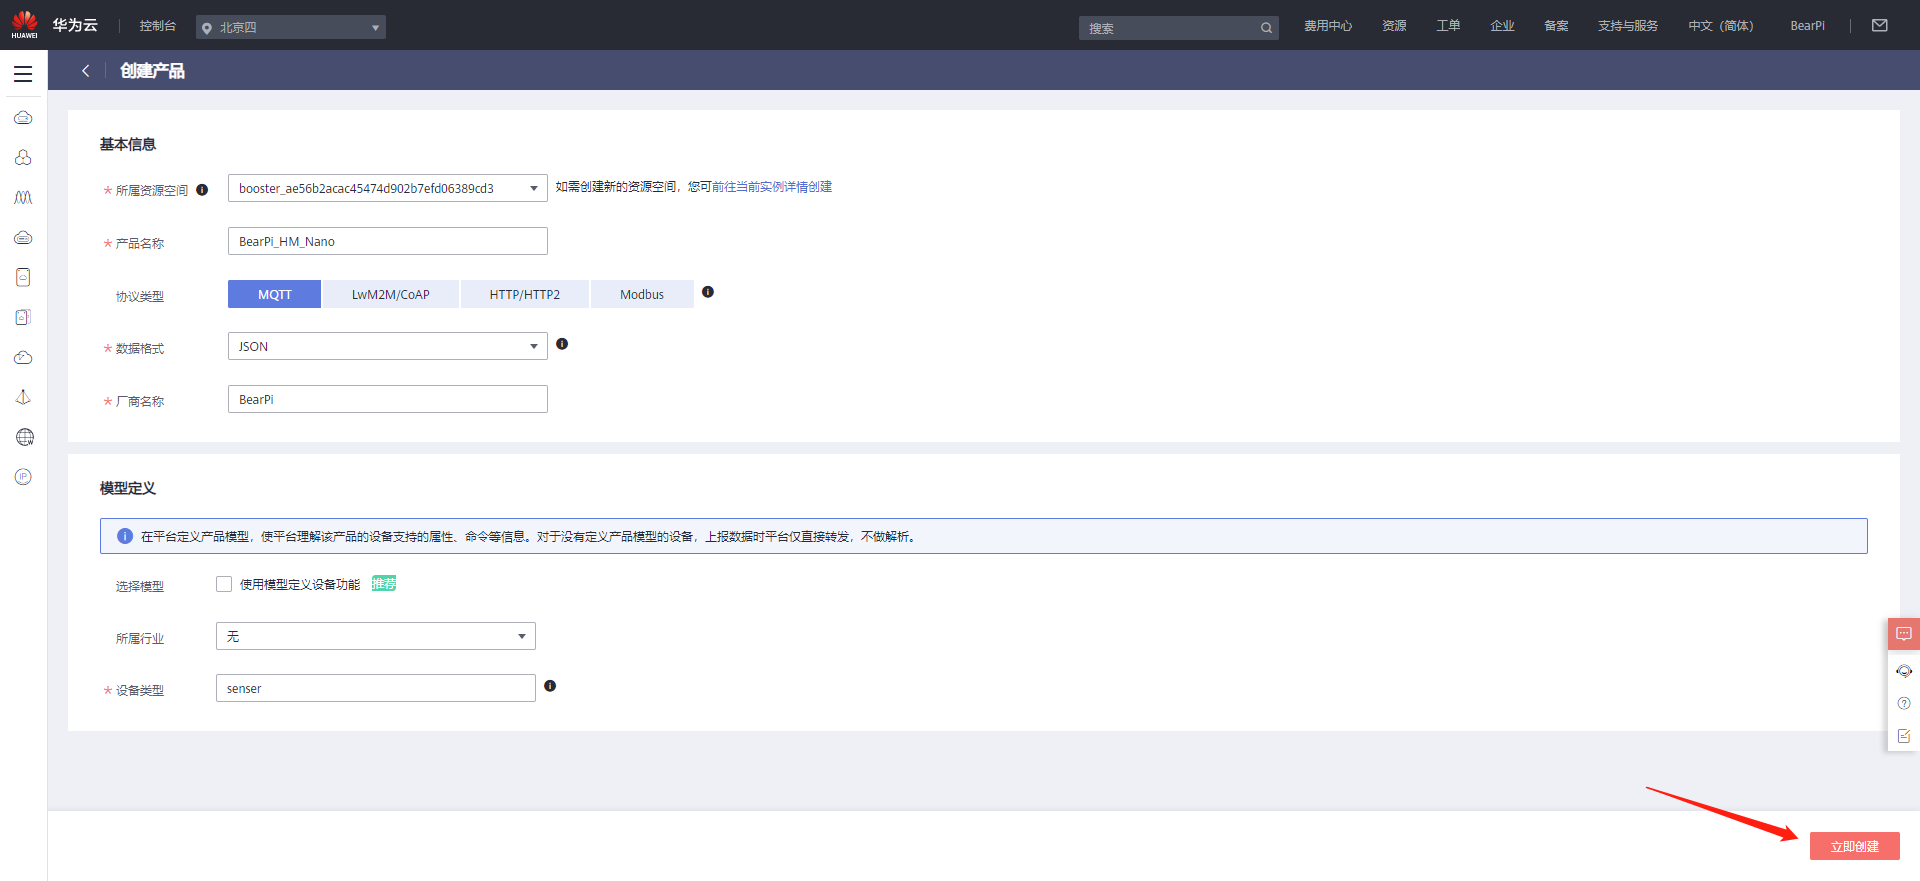 HUAWEI
华为云
控制台
北京四
搜索
费用中心
资源
工单
企业
备案
支持与服务
中文（简体）
BearPi
创建产品
基本信息
* 所属资源空间
booster_ae56b2acac45474d902b7efd06389cd3
如需创建新的资源空间，您可前往当前实例详情创建
* 产品名称
BearPi_HM_Nano
协议类型
MQTT
LwM2M/CoAP
HTTP/HTTP2
Modbus
* 数据格式
JSON
* 厂商名称
BearPi
模型定义
在平台定义产品模型，使平台理解该产品的设备支持的属性、命令等信息。对于没有定义产品模型的设备，上报数据时平台仅直接转发，不做解析。
选择模型
使用模型定义设备功能
推荐
所属行业
无
* 设备类型
senser
立即创建